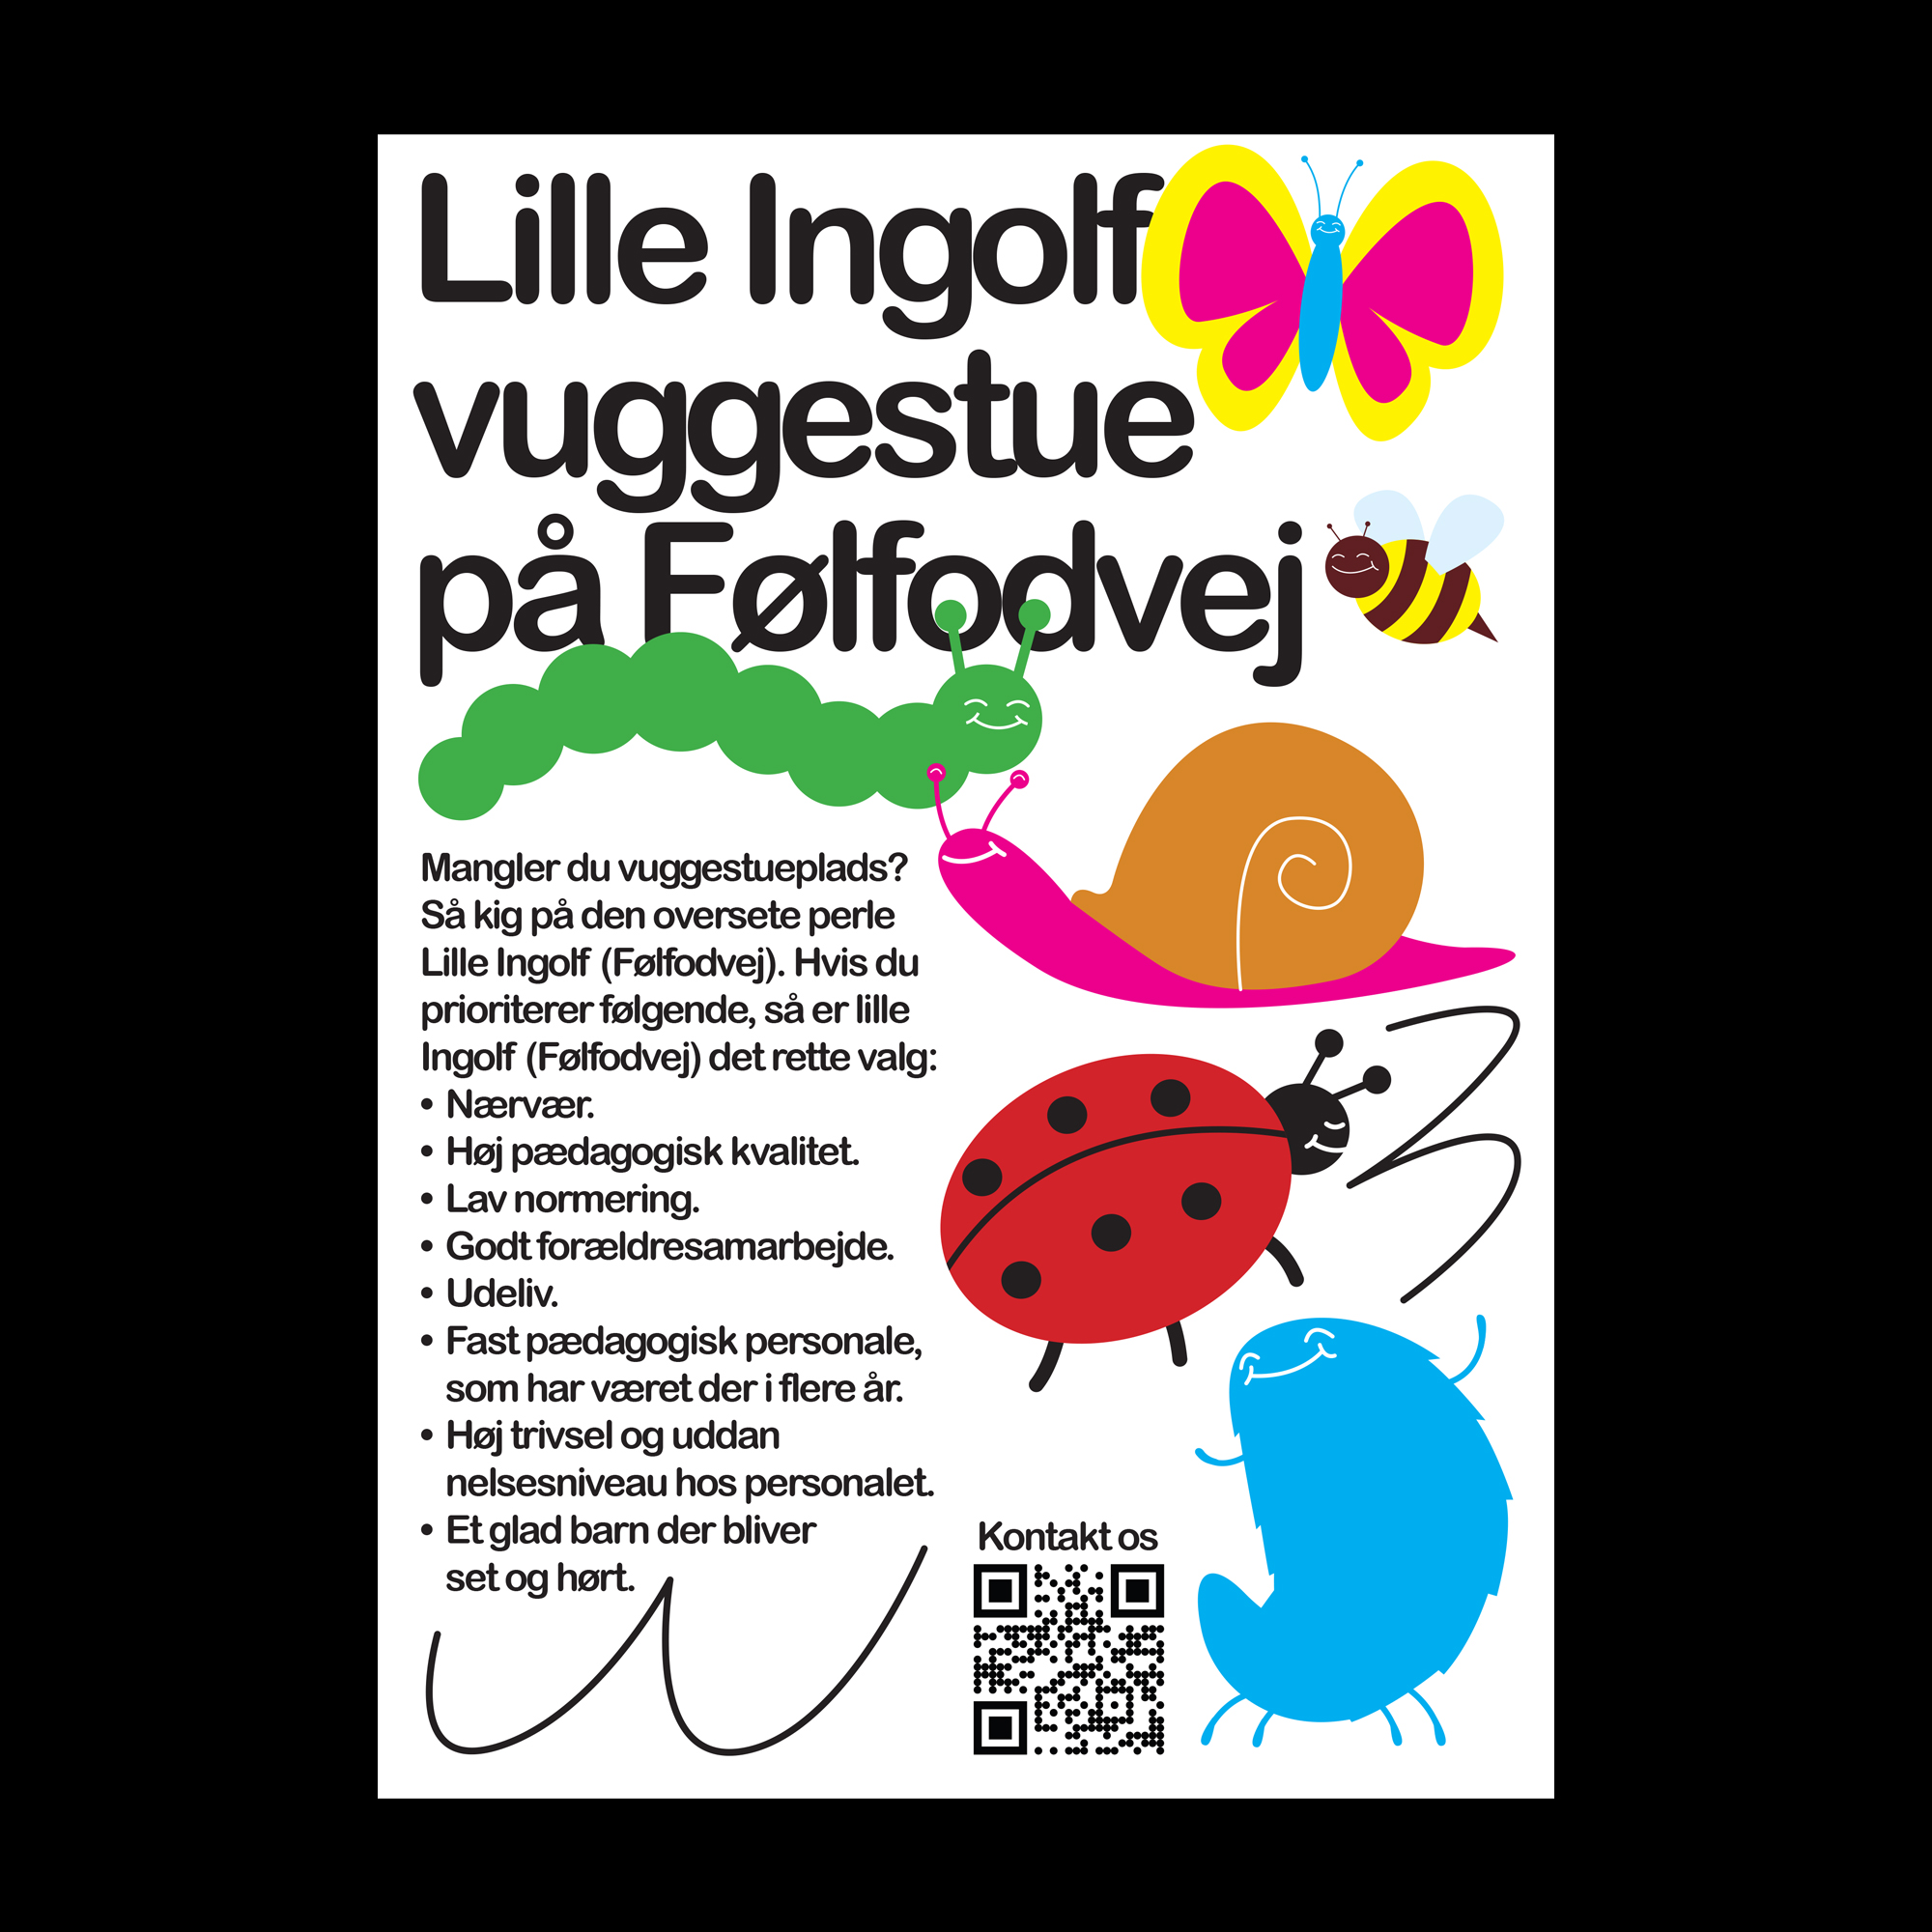 Lille Ingolf
vuggestue
på Følfodvej
Mangler du vuggestueplads?
Så kig på den oversete perle
Lille Ingolf (Følfodvej). Hvis du
prioriterer følgende, så er lille
Ingolf (Følfodvej) det rette valg:
• Nærvær.
• Høj pædagogisk kvalitet.
• Lav normering.
• Godt forældresamarbejde.
• Udeliv.
• Fast pædagogisk personale,
som har været der i flere år.
• Høj trivsel og uddan
nelsesniveau hos personalet.
• Et glad barn der bliver
set og hørt.
Kontakt os